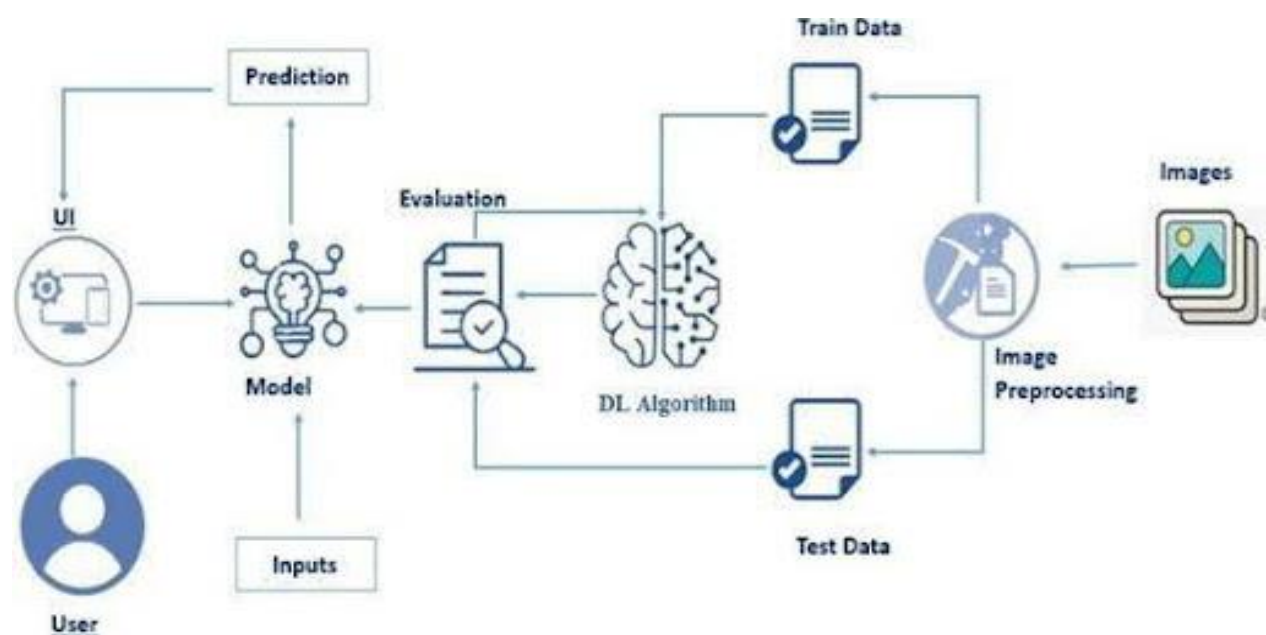 Train Data
Prediction
Images
Evaluation
UI
Image
Preprocessing
Model
DL Algorithm
Test Data
Inputs
User